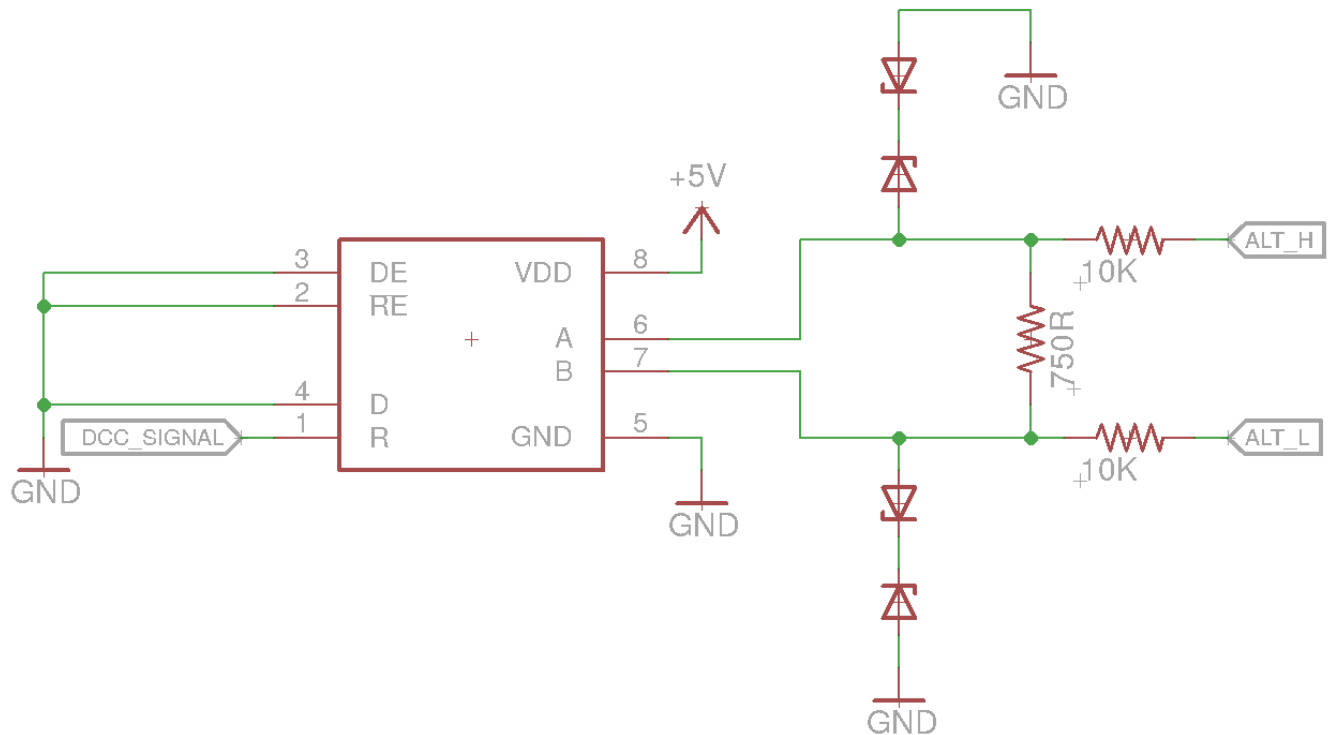 GND
+5V
3
DE
VDD
8
2
R̅E̅
ALT_H
10K
A
6
B
7
750R
4
D
DCC_SIGNAL
1
R
GND
5
ALT_L
10K
GND
GND
GND